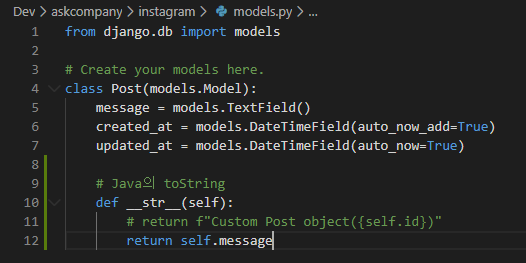 Dev > askcompany > instagram > models.py > ...
1 from django.db import models
2
3 # Create your models here.
4 class Post(models.Model):
5     message = models.TextField()
6     created_at = models.DateTimeField(auto_now_add=True)
7     updated_at = models.DateTimeField(auto_now=True)
8
9     # Java의 toString
10     def __str__(self):
11         # return f"Custom Post object({self.id})"
12         return self.message